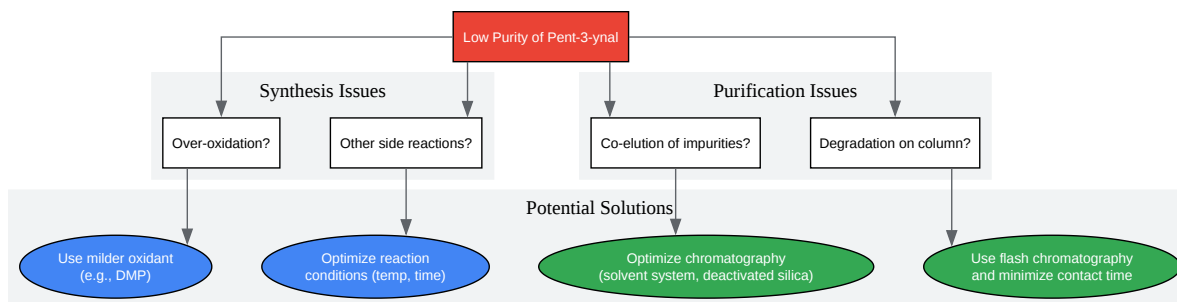 Low Purity of Pent-3-ynal
Synthesis Issues
Purification Issues
Over-oxidation?
Other side reactions?
Co-elution of impurities?
Degradation on column?
Potential Solutions
Use milder oxidant
(e.g., DMP)
Optimize reaction
conditions (temp, time)
Optimize chromatography
(solvent system, deactivated silica)
Use flash chromatography
and minimize contact time